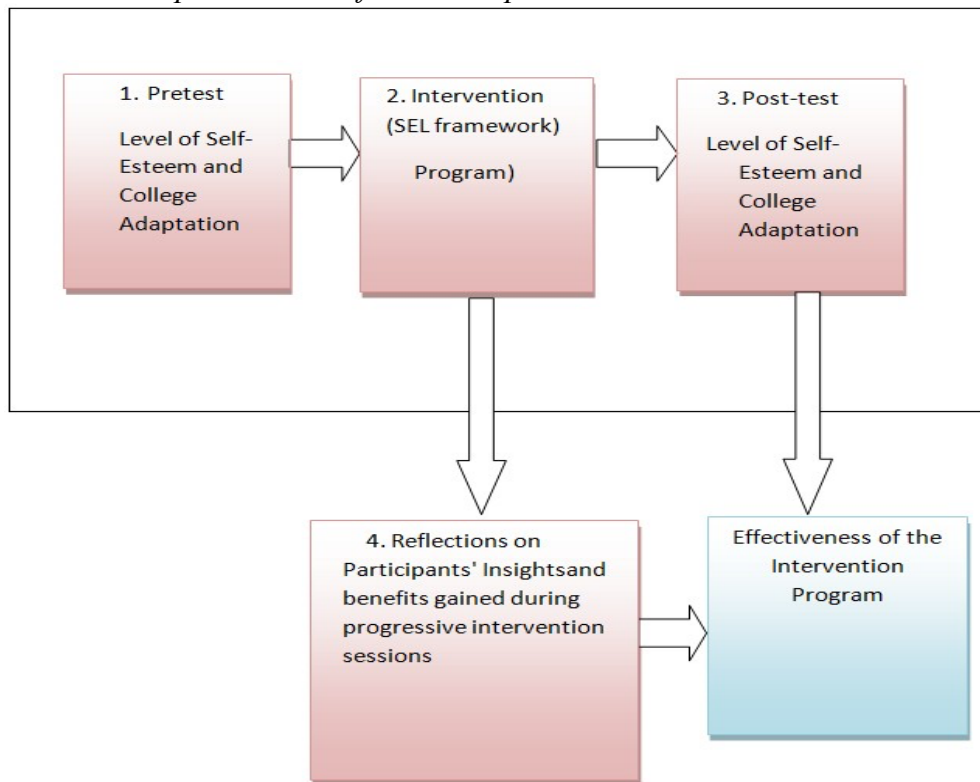 1. Pretest
Level of Self-
Esteem and
College
Adaptation
2. Intervention
(SEL framework)
Program)
3. Post-test
Level of Self-
Esteem and
College
Adaptation
4. Reflections on
Participants' Insightsand
benefits gained during
progressive intervention
sessions
Effectiveness of the
Intervention
Program